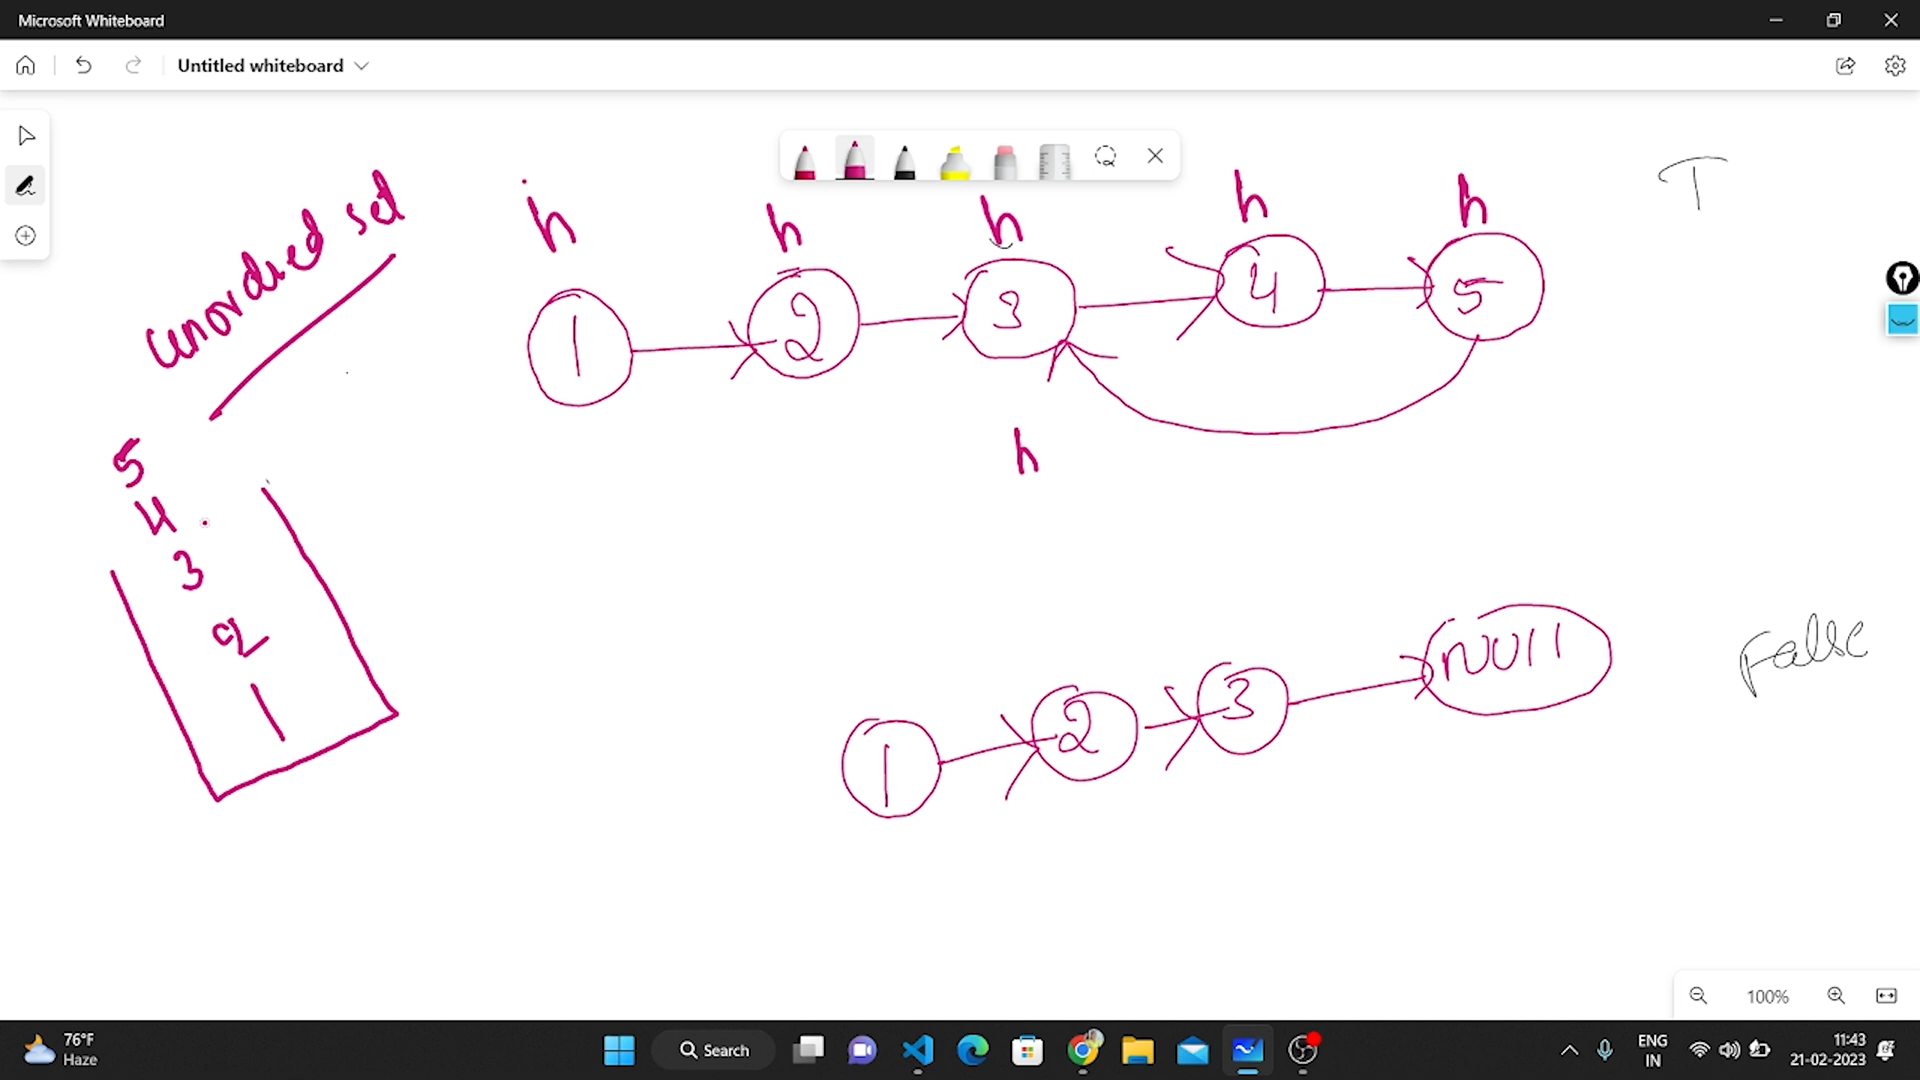 Microsoft Whiteboard
Untitled whiteboard
unordred set
h h h h h
T
1 2 3 4 5
h
5
4
3
2
1
1 2 3 null
False
100%
76°F
Haze
Search
ENG
IN
11:43
21-02-2023